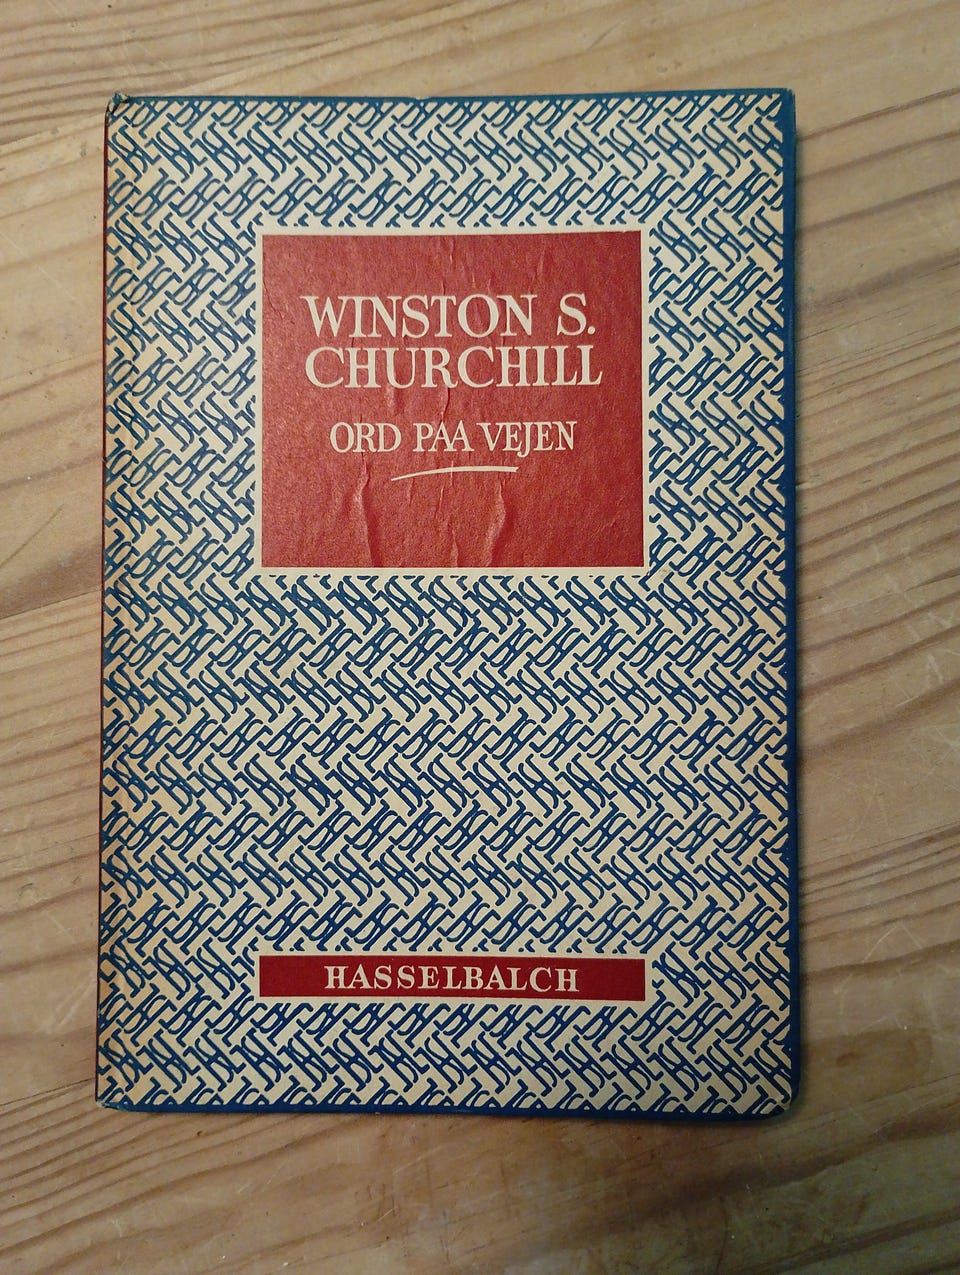 WINSTON S.
CHURCHILL
ORD PAA VEJEN
HASSELBALCH